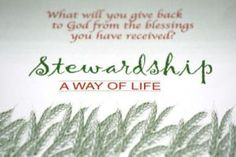 What will you give back
to God from the blessings
you have received?
Stewardship
A WAY OF LIFE